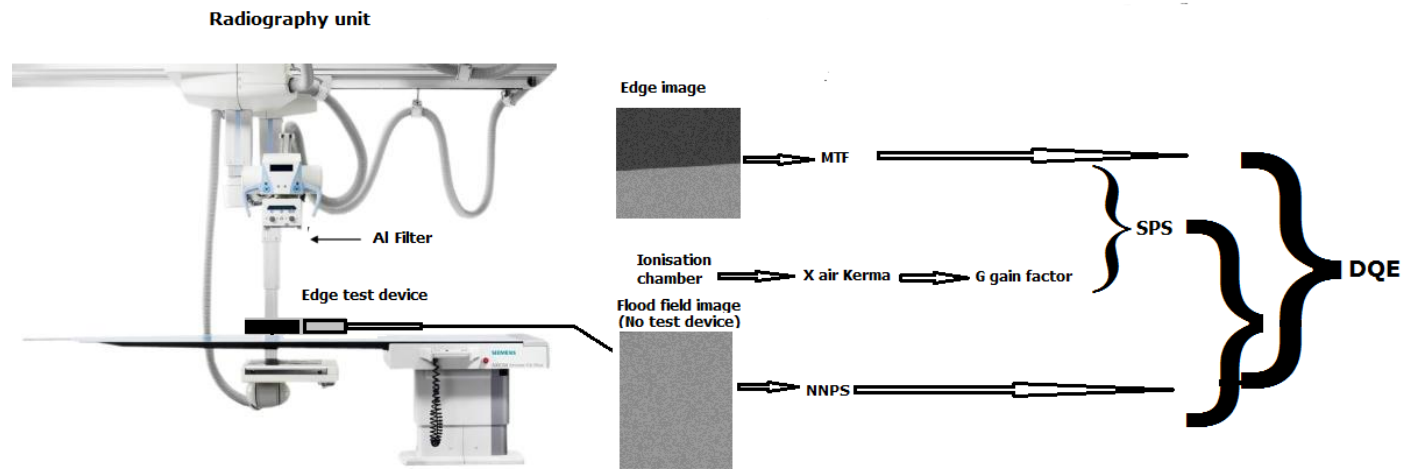 Radiography unit
Al Filter
Edge test device
SIEMENS
Edge image
MTF
SPS
Ionisation
chamber
X air Kerma
G gain factor
DQE
Flood field image
(No test device)
NNPS